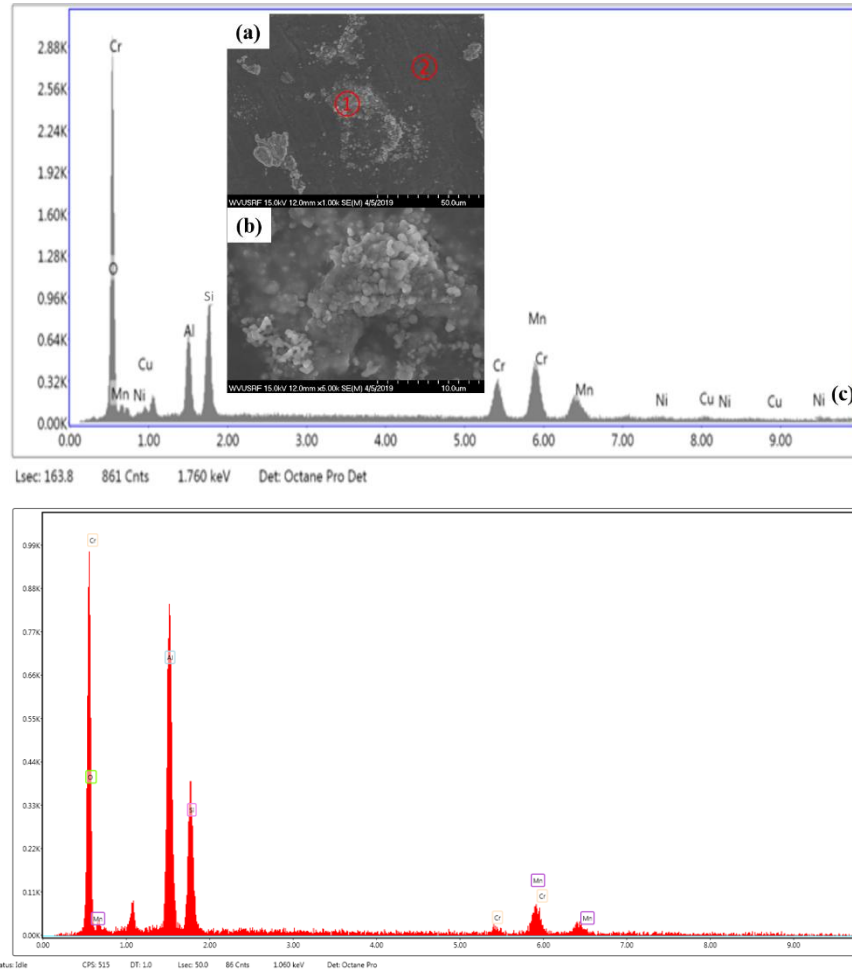 2.88K
Cr
2.56K
2.24K
1.92K
1.60K
1.28K
0.96K
0.64K
0.32K
0.00K
O
Mn
Ni
Cu
Al
Si
(a)
①
②
WVUSRF 15.0kV 12.0mm x1.00k SE(M) 4/5/2019 50.0um
(b)
WVUSRF 15.0kV 12.0mm x5.00k SE(M) 4/5/2019 10.0um
Mn
Cr
Cr
Mn
Ni
Cu
Ni
Cu
Ni
(c)
0.00 1.00 2.00 3.00 4.00 5.00 6.00 7.00 8.00 9.00
Lsec: 163.8 861 Cnts 1.760 keV Det: Octane Pro Det
0.99K
0.88K
0.77K
0.66K
0.55K
0.44K
0.33K
0.22K
0.11K
0.00K
Cr
O
Mn
Al
Si
Cr
Mn
Cr
Mn
0.00 1.00 2.00 3.00 4.00 5.00 6.00 7.00 8.00 9.00
atus: Idle CPS: 515 DT: 1.0 Lsec: 50.0 86 Cnts 1.060 keV Det: Octane Pro